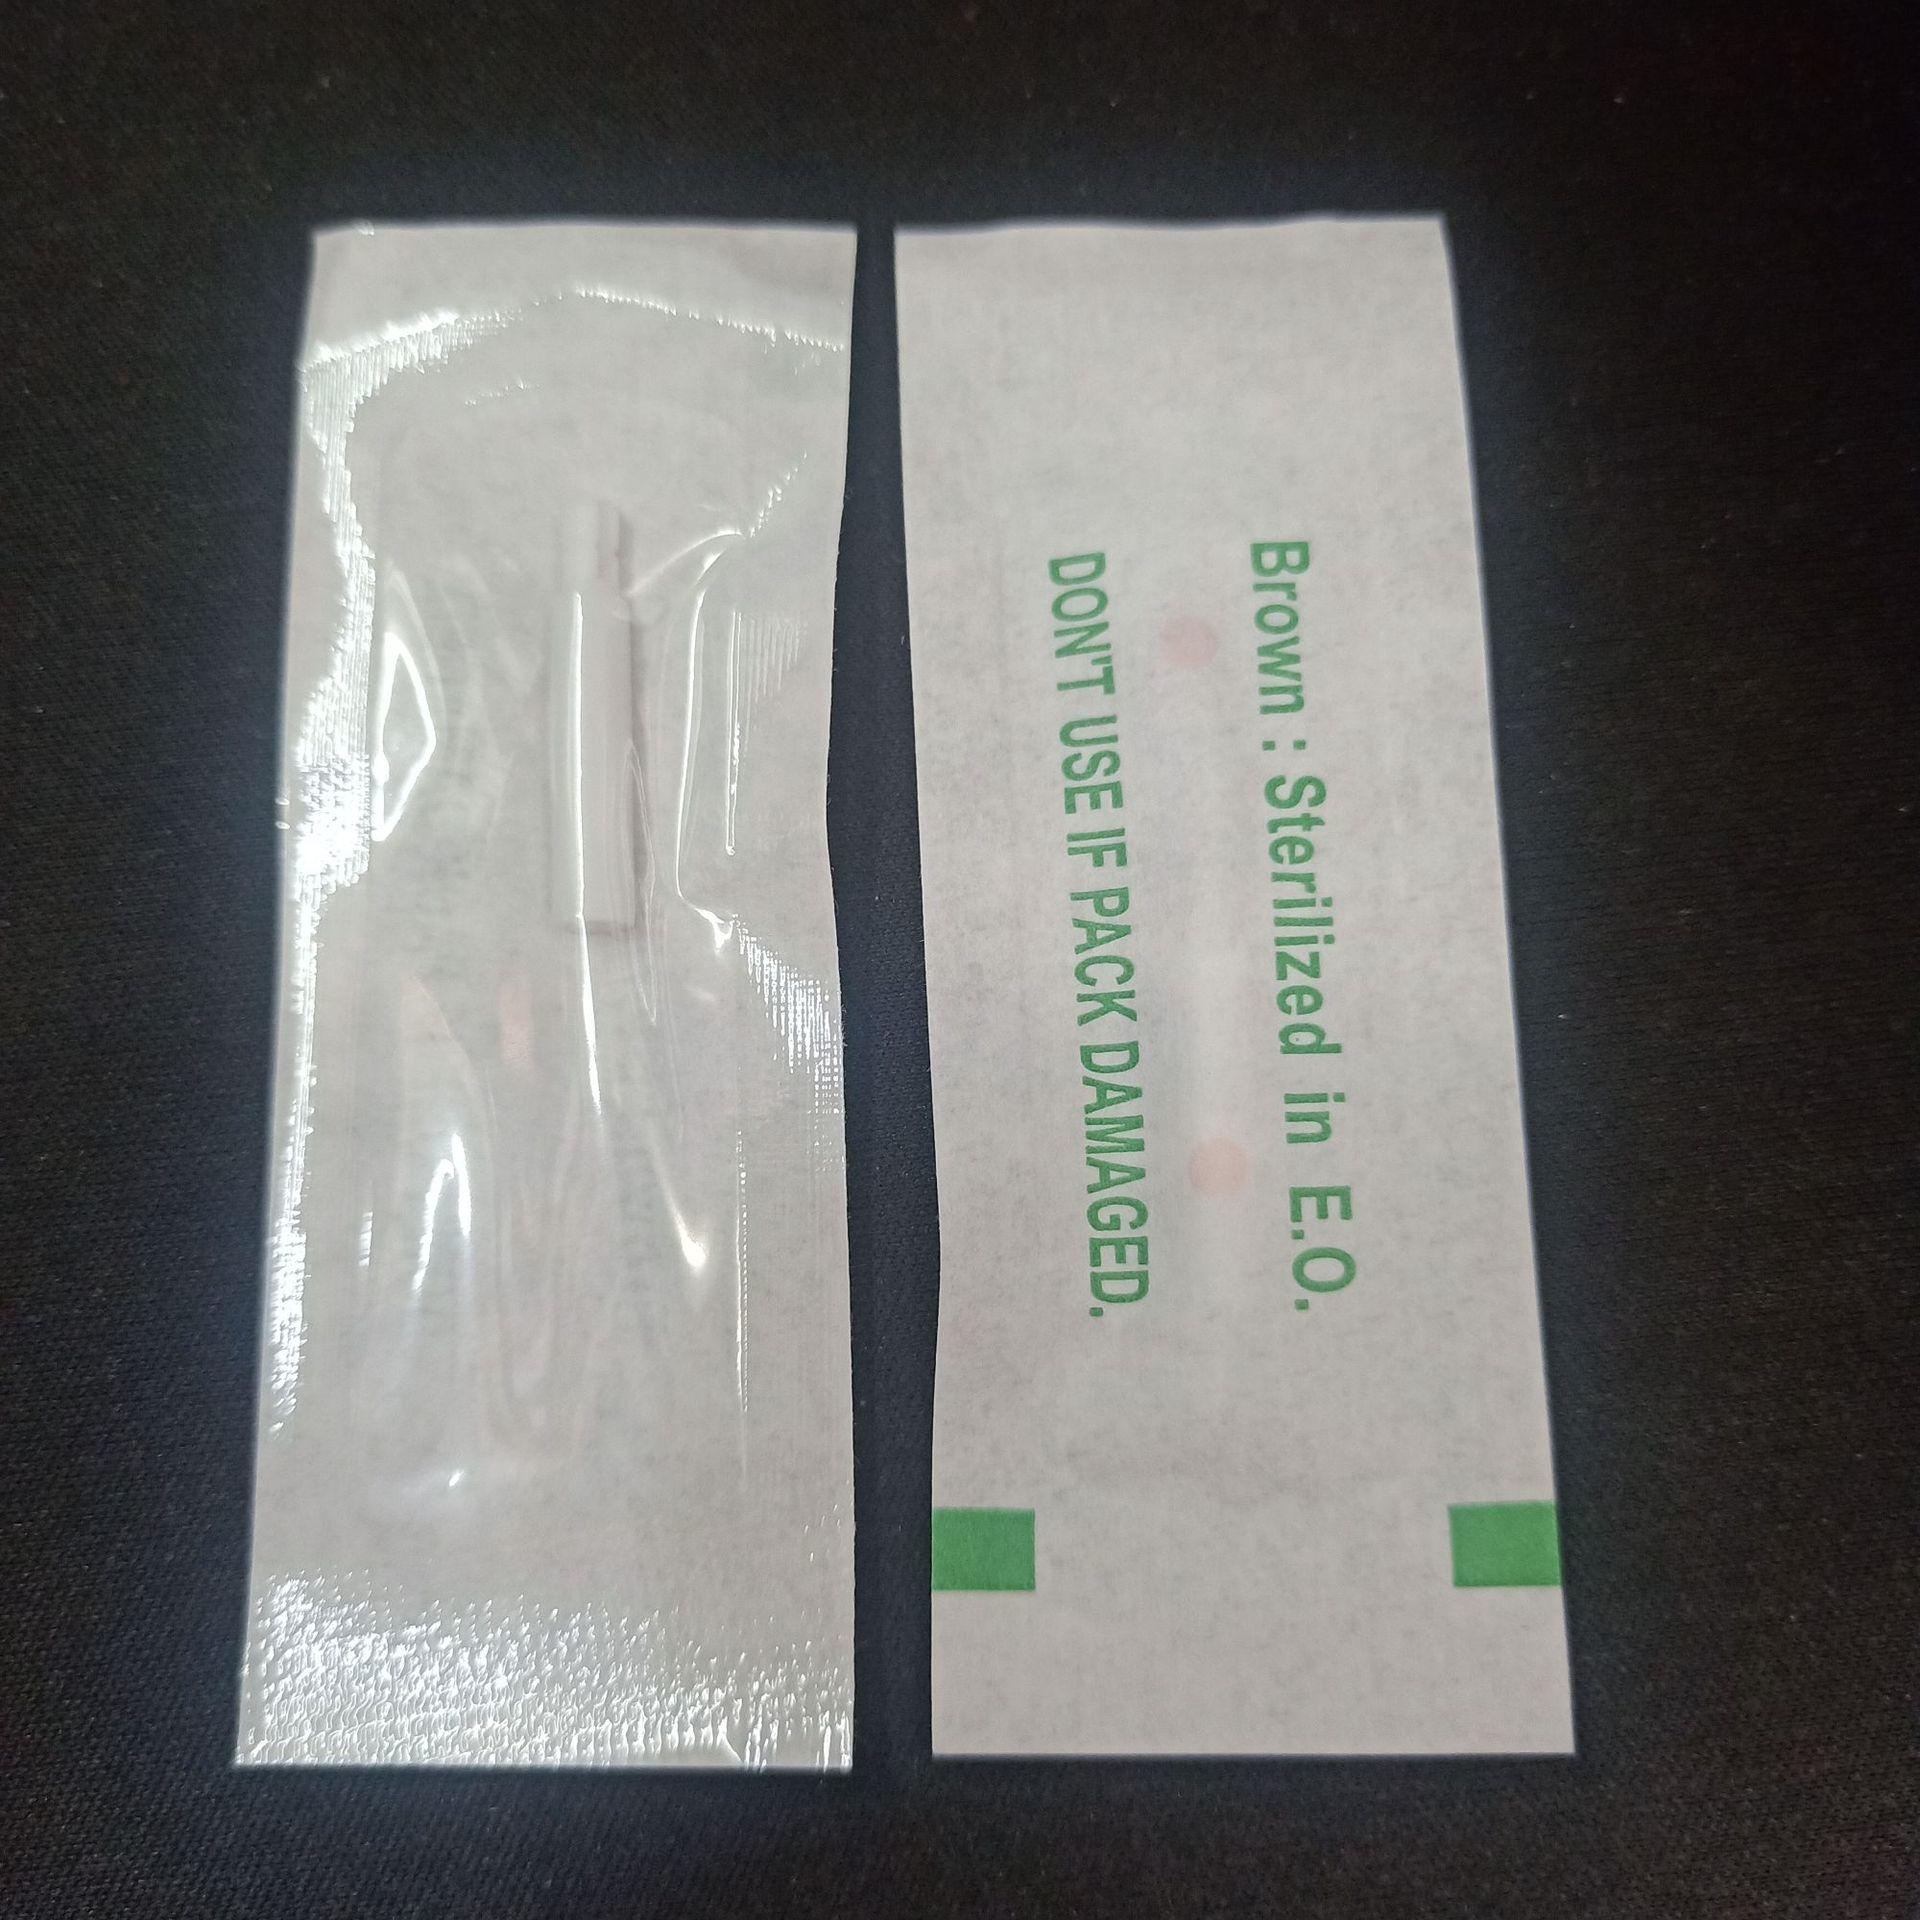 Brown : Sterilized in E.O.
DON'T USE IF PACK DAMAGED.